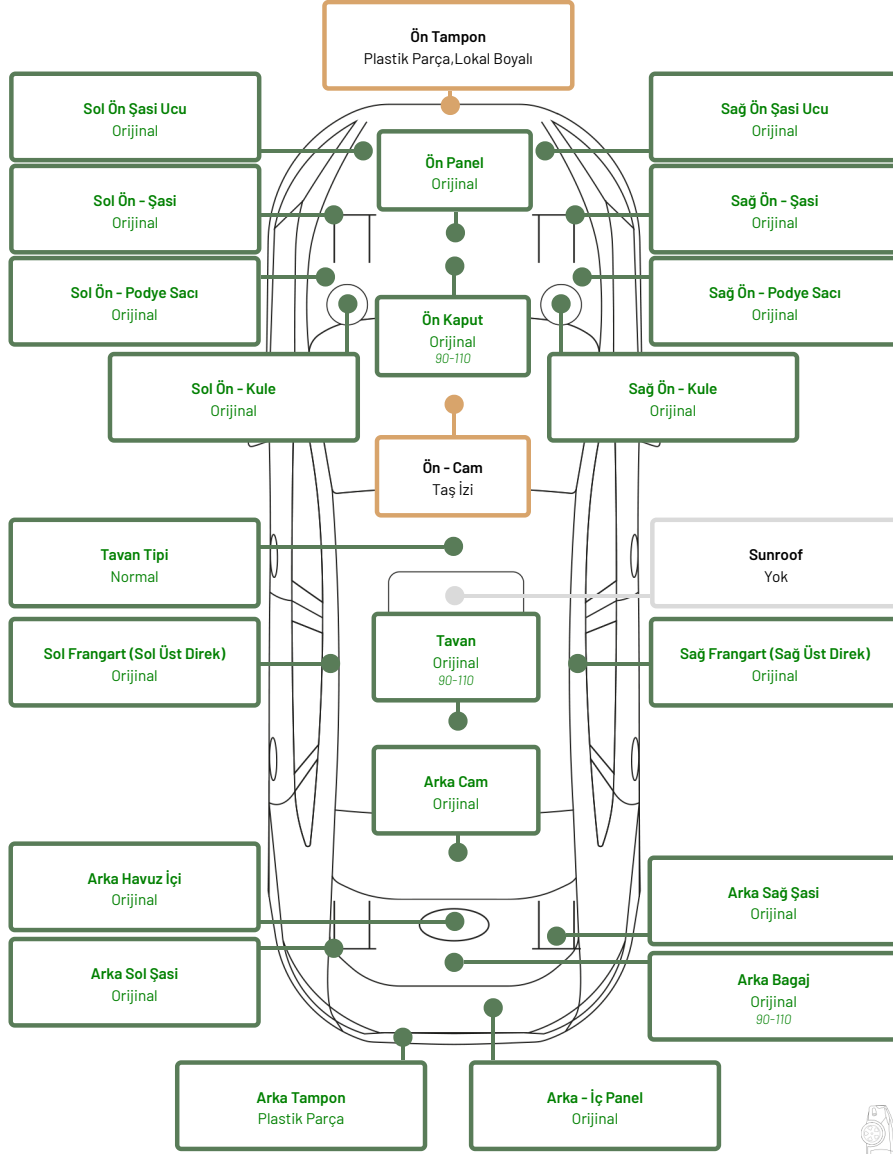 Ön Tampon
Plastik Parça,Lokal Boyalı
Sol Ön Şasi Ucu
Orijinal
Sağ Ön Şasi Ucu
Orijinal
Ön Panel
Orijinal
Sol Ön - Şasi
Orijinal
Sağ Ön - Şasi
Orijinal
Sol Ön - Podye Sacı
Orijinal
Sağ Ön - Podye Sacı
Orijinal
Ön Kaput
Orijinal
90-110
Sol Ön - Kule
Orijinal
Sağ Ön - Kule
Orijinal
Ön - Cam
Taş İzi
Tavan Tipi
Normal
Sunroof
Yok
Sol Frangart (Sol Üst Direk)
Orijinal
Tavan
Orijinal
90-110
Sağ Frangart (Sağ Üst Direk)
Orijinal
Arka Cam
Orijinal
Arka Havuz İçi
Orijinal
Arka Sağ Şasi
Orijinal
Arka Sol Şasi
Orijinal
Arka Bagaj
Orijinal
90-110
Arka Tampon
Plastik Parça
Arka - İç Panel
Orijinal